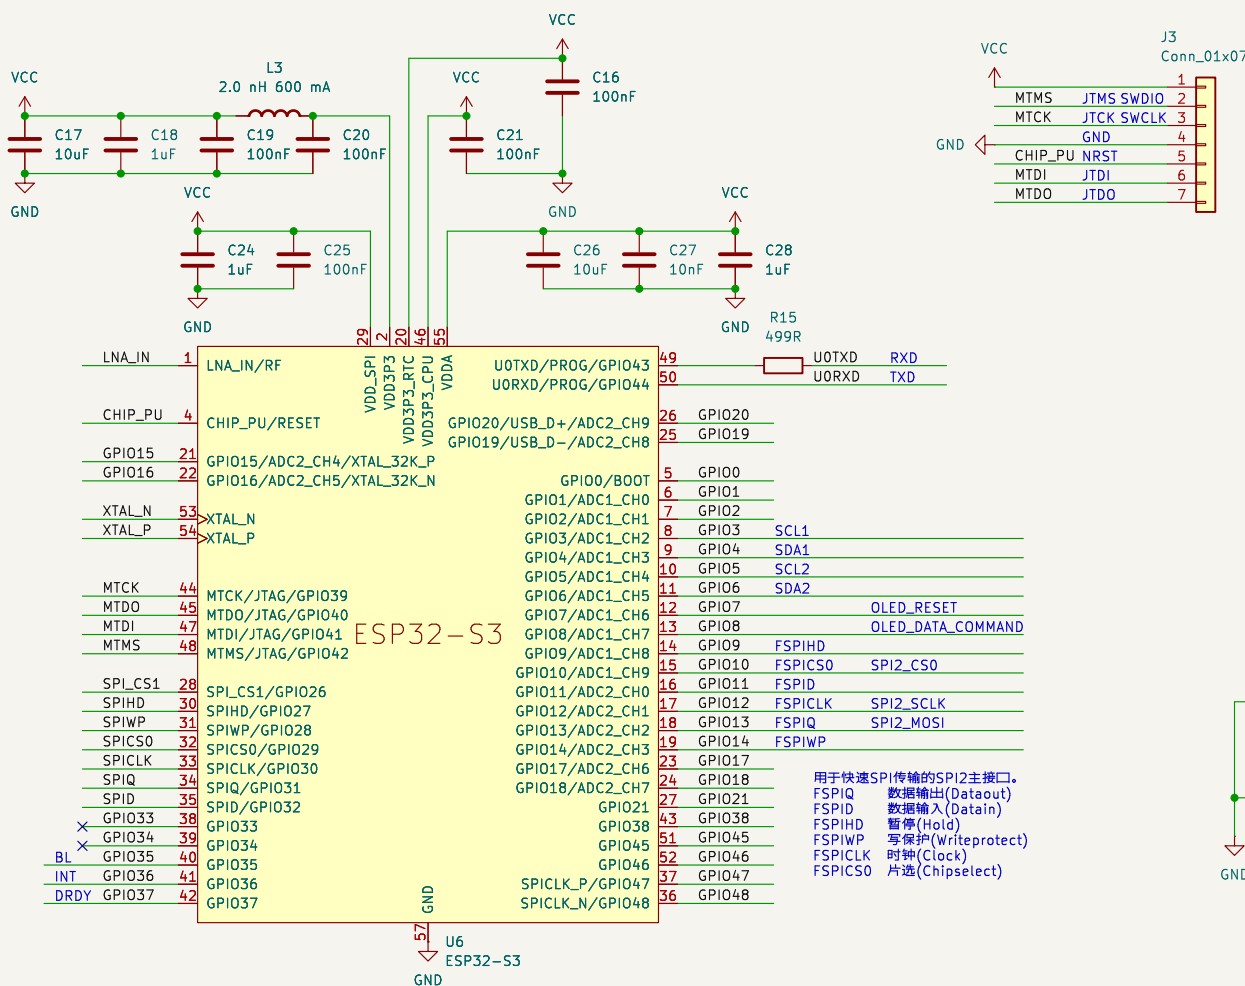 VCC
L3
2.0 nH 600 mA
C17
10uF
C18
1uF
C19
100nF
C20
100nF
GND
VCC
C21
100nF
VCC
C16
100nF
GND
J3
Conn_01x07
VCC
1
MTMS JTMS SWDIO 2
MTCK JTCK SWCLK 3
GND GND 4
CHIP_PU NRST 5
MTDI JTDI 6
MTDO JTDO 7
VCC
C24
1uF
C25
100nF
GND
VCC
C26
10uF
C27
10nF
C28
1uF
GND
R15
499R
29 2 20 46 55
VDD_SPI
VDD3P3
VDD3P3_RTC
VDD3P3_CPU
VDDA
LNA_IN 1 LNA_IN/RF
CHIP_PU 4 CHIP_PU/RESET
GPIO15 21 GPIO15/ADC2_CH4/XTAL_32K_P
GPIO16 22 GPIO16/ADC2_CH5/XTAL_32K_N
XTAL_N 53 XTAL_N
XTAL_P 54 XTAL_P
MTCK 44 MTCK/JTAG/GPIO39
MTDO 45 MTDO/JTAG/GPIO40
MTDI 47 MTDI/JTAG/GPIO41
MTMS 48 MTMS/JTAG/GPIO42
ESP32-S3
SPI_CS1 28 SPI_CS1/GPIO26
SPIHD 30 SPIHD/GPIO27
SPIWP 31 SPIWP/GPIO28
SPICS0 32 SPICS0/GPIO29
SPICLK 33 SPICLK/GPIO30
SPIQ 34 SPIQ/GPIO31
SPID 35 SPID/GPIO32
GPIO33 38 GPIO33
GPIO34 39 GPIO34
BL GPIO35 40 GPIO35
INT GPIO36 41 GPIO36
DRDY GPIO37 42 GPIO37
U0TXD/PROG/GPIO43 49 U0TXD RXD
U0RXD/PROG/GPIO44 50 U0RXD TXD
GPIO20/USB_D+/ADC2_CH9 26 GPIO20
GPIO19/USB_D-/ADC2_CH8 25 GPIO19
GPIO0/BOOT 5 GPIO0
GPIO1/ADC1_CH0 6 GPIO1
GPIO2/ADC1_CH1 7 GPIO2
GPIO3/ADC1_CH2 8 GPIO3 SCL1
GPIO4/ADC1_CH3 9 GPIO4 SDA1
GPIO5/ADC1_CH4 10 GPIO5 SCL2
GPIO6/ADC1_CH5 11 GPIO6 SDA2
GPIO7/ADC1_CH6 12 GPIO7 OLED_RESET
GPIO8/ADC1_CH7 13 GPIO8 OLED_DATA_COMMAND
GPIO9/ADC1_CH8 14 GPIO9 FSPIHD
GPIO10/ADC1_CH9 15 GPIO10 FSPICS0 SPI2_CS0
GPIO11/ADC2_CH0 16 GPIO11 FSPID
GPIO12/ADC2_CH1 17 GPIO12 FSPICLK SPI2_SCLK
GPIO13/ADC2_CH2 18 GPIO13 FSPIQ SPI2_MOSI
GPIO14/ADC2_CH3 19 GPIO14 FSPIWP
GPIO17/ADC2_CH6 23 GPIO17
GPIO18/ADC2_CH7 24 GPIO18
GPIO21 27 GPIO21
GPIO38 43 GPIO38
GPIO45 51 GPIO45
GPIO46 52 GPIO46
SPICLK_P/GPIO47 37 GPIO47
SPICLK_N/GPIO48 36 GPIO48
用于快速SPI传输的SPI2主接口。
FSPIQ 数据输出(Dataout)
FSPID 数据输入(Datain)
FSPIHD 暂停(Hold)
FSPIWP 写保护(Writeprotect)
FSPICLK 时钟(Clock)
FSPICS0 片选(Chipselect)
GND
57
U6
ESP32-S3
GND
GND